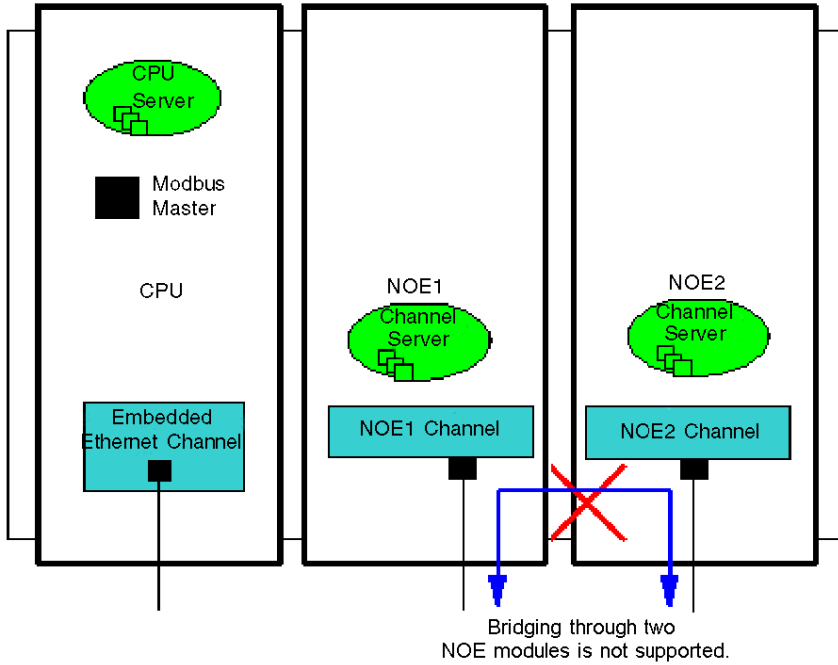 CPU
Server
Modbus
Master
CPU
Embedded
Ethernet Channel
NOE1
Channel
Server
NOE1 Channel
NOE2
Channel
Server
NOE2 Channel
Bridging through two
NOE modules is not supported.